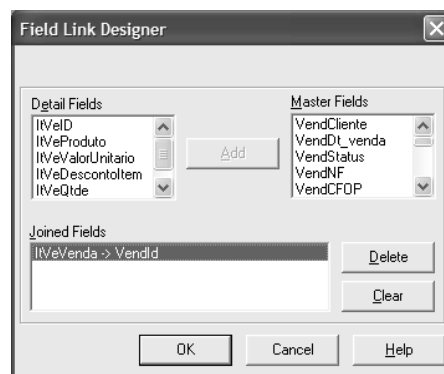 Field Link Designer
Detail Fields
ItVeID
ItVeProduto
ItVeValorUnitario
ItVeDescontoItem
ItVeQtde
Add
Master Fields
VendCliente
VendDt_venda
VendStatus
VendNF
VendCFOP
Joined Fields
ItVeVenda -> VendId
Delete
Clear
OK
Cancel
Help